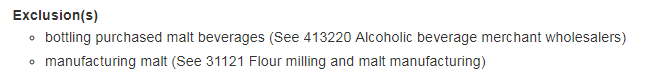 Exclusion(s)
bottling purchased malt beverages (See 413220 Alcoholic beverage merchant wholesalers)
manufacturing malt (See 31121 Flour milling and malt manufacturing)